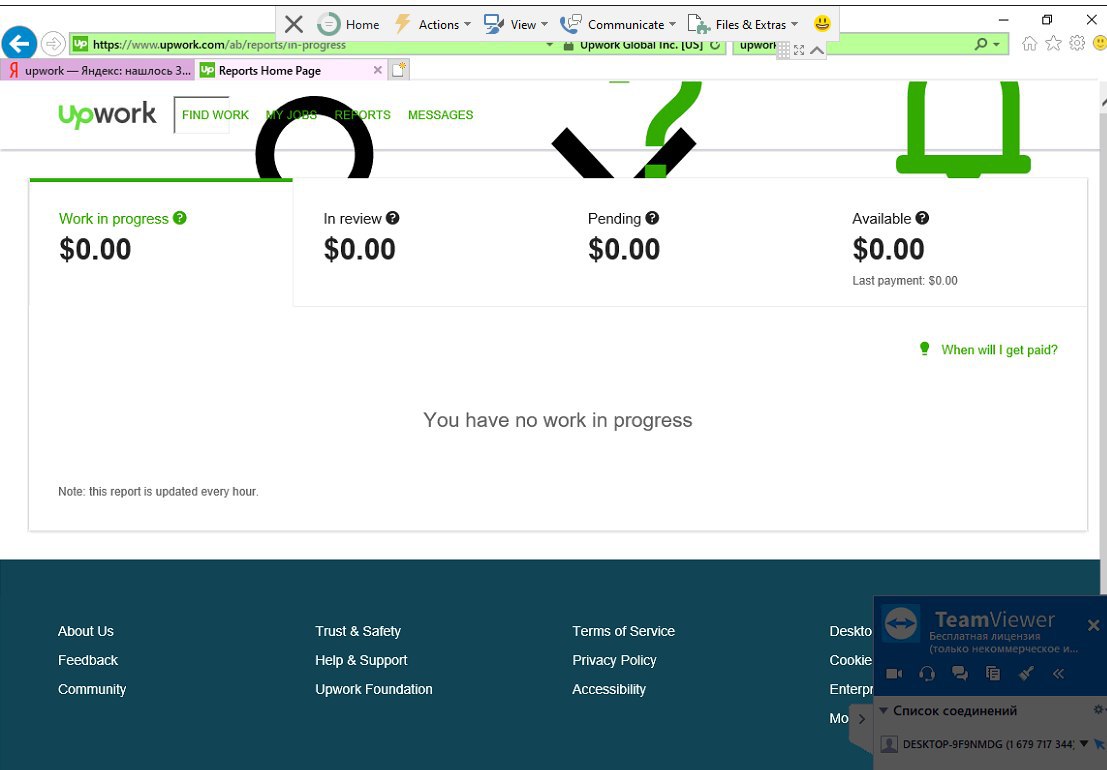 Home Actions View Communicate Files & Extras
https://www.upwork.com/ab/reports/in-progress Upwork Global Inc. [US] upwork
upwork — Яндекс: нашлось 3... Reports Home Page
upwork FIND WORK MY JOBS REPORTS MESSAGES
Work in progress In review Pending Available
$0.00 $0.00 $0.00 $0.00
Last payment: $0.00
When will I get paid?
You have no work in progress
Note: this report is updated every hour.
About Us Trust & Safety Terms of Service Deskto
Feedback Help & Support Privacy Policy Cookie
Community Upwork Foundation Accessibility Enterpr
Mo
TeamViewer
Бесплатная лицензия
(только некоммерческое и...
Список соединений
DESKTOP-9F9NMDG (1 679 717 344)